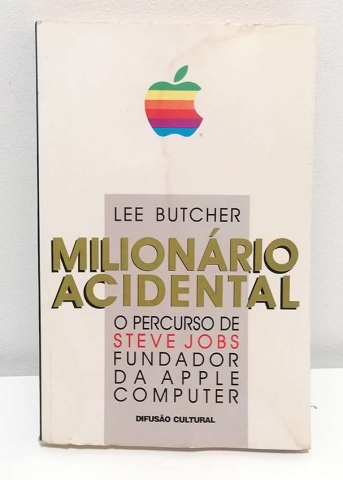 LEE BUTCHER
MILIONÁRIO
ACIDENTAL
O PERCURSO DE
STEVE JOBS
FUNDADOR
DA APPLE
COMPUTER
DIFUSÃO CULTURAL